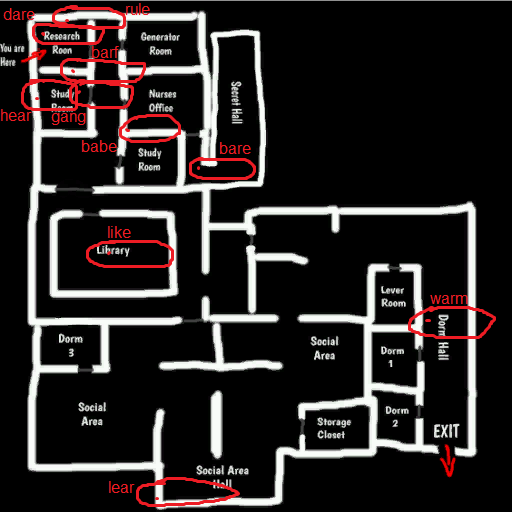 dare
rule
Research
Room
You are
Here
barf
Generator
Room
Secret Hall
Study
Room
hear
gang
Nurses
Office
babe
Study
Room
bare
like
Library
Lever
Room
warm
Dorm Hall
Dorm
3
Social
Area
Dorm
1
Social
Area
Dorm
2
Storage
Closet
EXIT
Social Area
Hall
lear